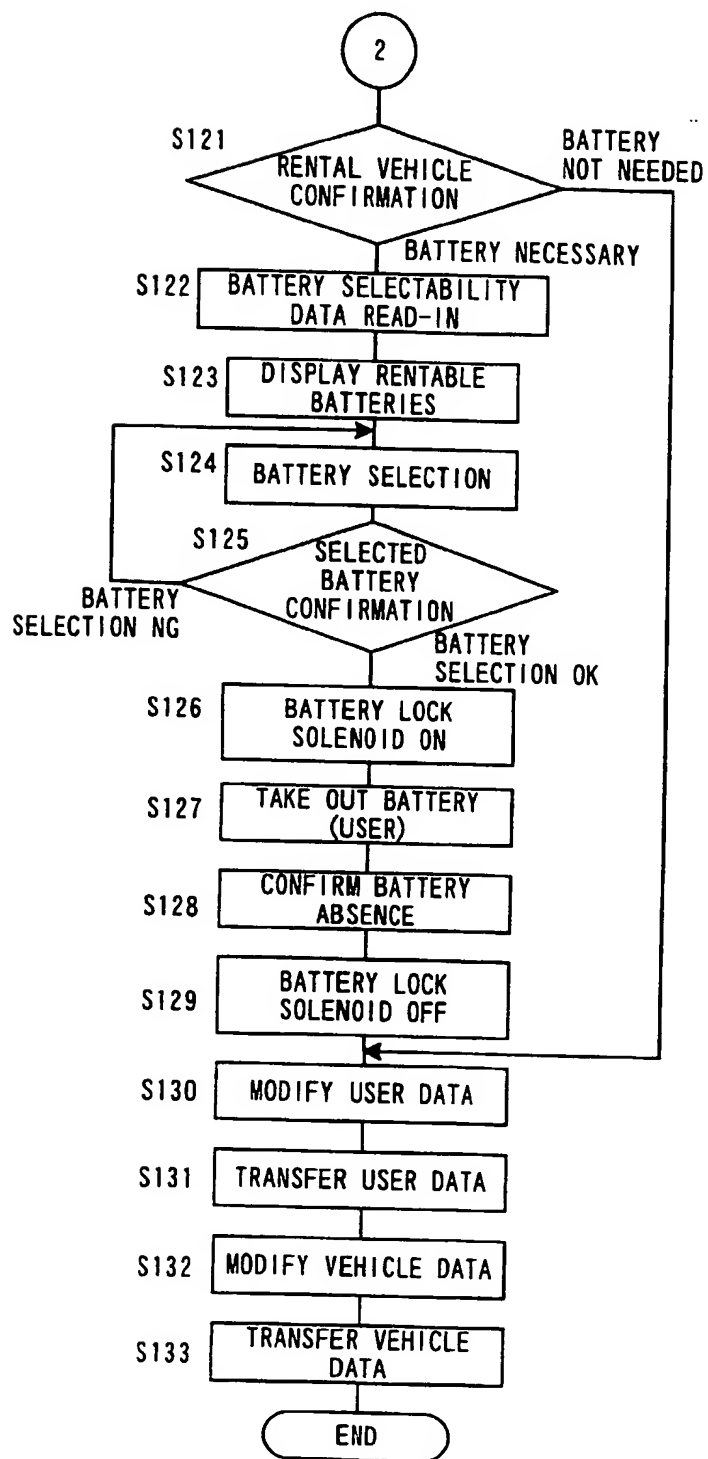 2
S121
RENTAL VEHICLE
CONFIRMATION
BATTERY
NOT NEEDED
BATTERY NECESSARY
S122
BATTERY SELECTABILITY
DATA READ-IN
S123
DISPLAY RENTABLE
BATTERIES
S124
BATTERY SELECTION
S125
SELECTED
BATTERY
CONFIRMATION
BATTERY
SELECTION NG
BATTERY
SELECTION OK
S126
BATTERY LOCK
SOLENOID ON
S127
TAKE OUT BATTERY
(USER)
S128
CONFIRM BATTERY
ABSENCE
S129
BATTERY LOCK
SOLENOID OFF
S130
MODIFY USER DATA
S131
TRANSFER USER DATA
S132
MODIFY VEHICLE DATA
S133
TRANSFER VEHICLE
DATA
END